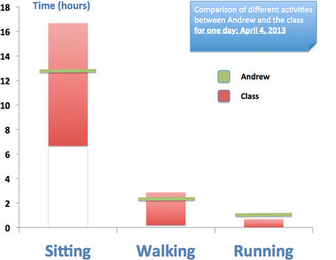 Time (hours)
Comparison of different activities
between Andrew and the class
for one day: April 4, 2013
18
16
14
12
10
8
6
4
2
0
Andrew
Class
Sitting
Walking
Running